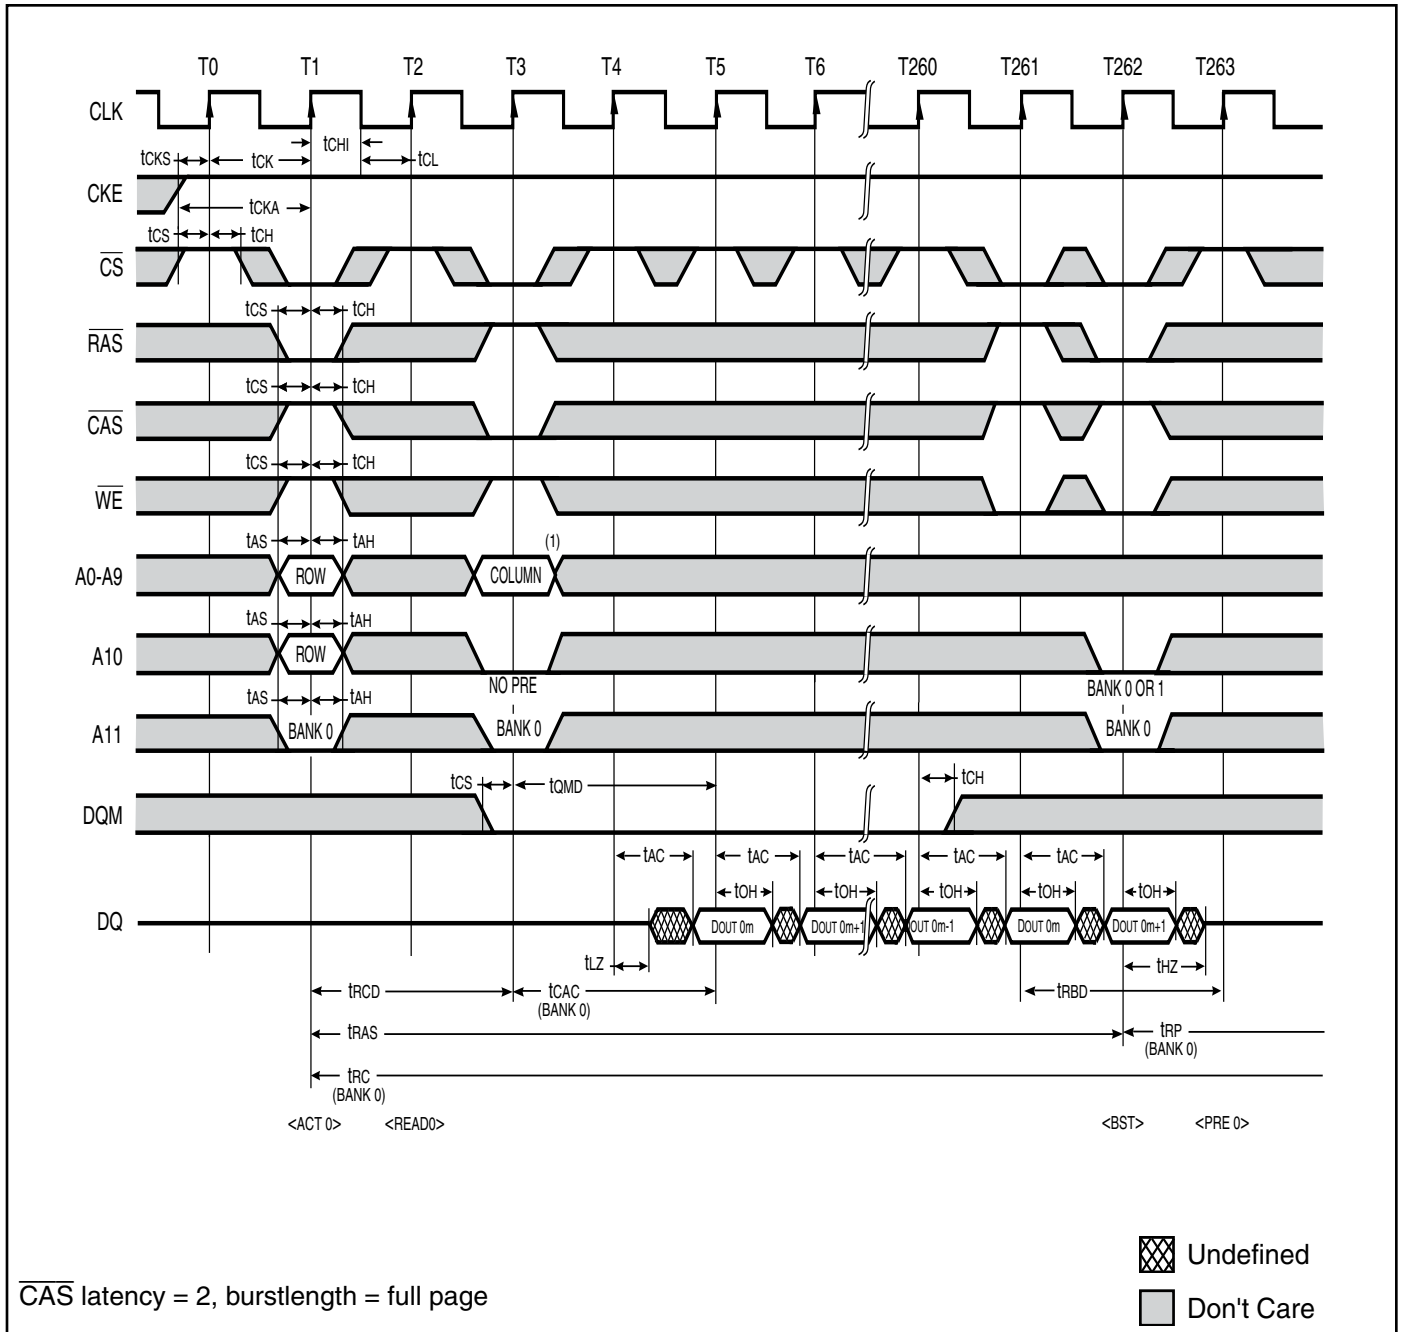 T0 T1 T2 T3 T4 T5 T6 T260 T261 T262 T263
CLK
tCHI
tCKS tCK tCL
CKE
tCKA
tCS tCH
CS
tCS tCH
RAS
tCS tCH
CAS
tCS tCH
WE
tAS tAH (1)
A0-A9 ROW COLUMN
tAS tAH
A10 ROW
NO PRE BANK 0 OR 1
tAS tAH
A11 BANK 0 BANK 0 BANK 0
tCS tQMD tCH
DQM
tAC tAC tAC tAC tAC
tOH tOH tOH tOH tOH
DQ DOUT 0m DOUT 0m+1 OUT 0m-1 DOUT 0m DOUT 0m+1
tLZ tHZ
tRCD tCAC tRBD
(BANK 0)
tRAS tRP
(BANK 0)
tRC
(BANK 0)
<ACT 0> <READ0> <BST> <PRE 0>
Undefined
CAS latency = 2, burstlength = full page
Don't Care